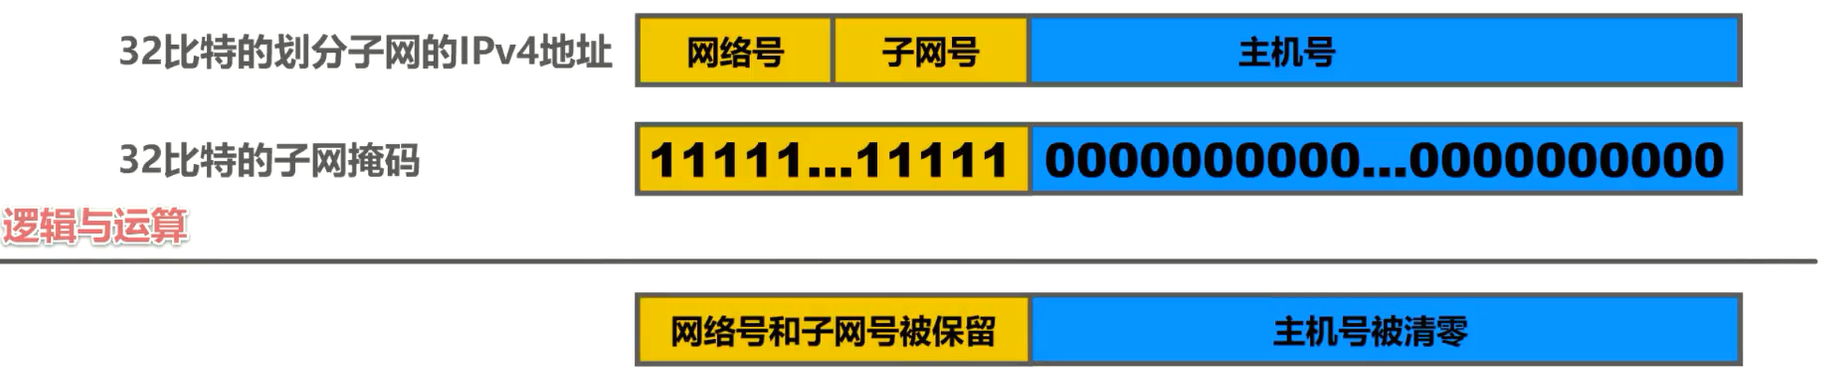 32比特的划分子网的IPv4地址 网络号 子网号 主机号
32比特的子网掩码 11111...11111 0000000000...0000000000
逻辑与运算
网络号和子网号被保留 主机号被清零